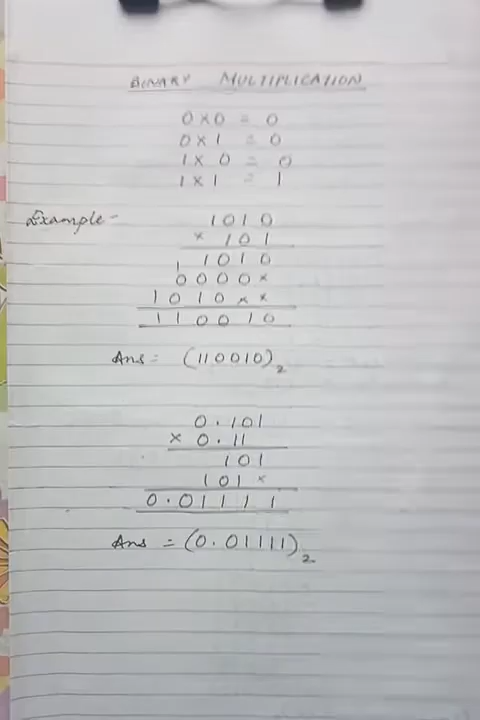 BINARY MULTIPLICATION
0 × 0 = 0
0 × 1 = 0
1 × 0 = 0
1 × 1 = 1
Example-
1010
× 101
1
1010
0000×
1010××
110010
Ans = (110010)2
0.101
× 0.11
101
101×
0.01111
Ans = (0.01111)2